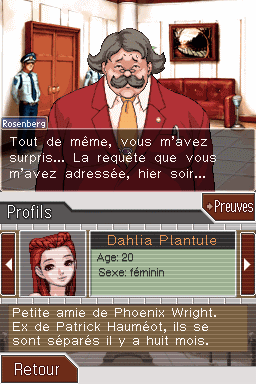 Rosenberg
Tout de même, vous m'avez
surpris... La requête que vous
m'avez adressée, hier soir...
Preuves
Profils
Dahlia Plantule
Age: 20
Sexe: féminin
Petite amie de Phoenix Wright.
Ex de Patrick Hauméot, ils se
sont séparés il y a huit mois.
Retour